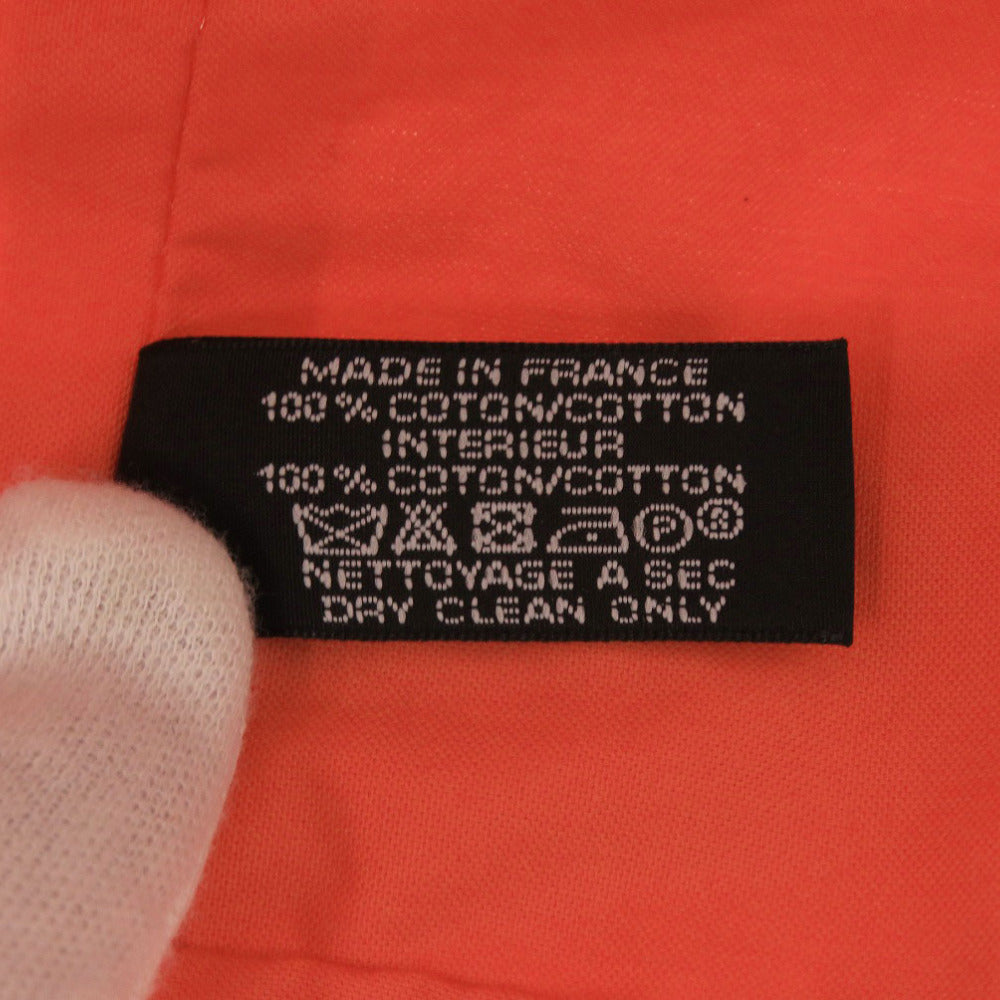 MADE IN FRANCE
100% COTON/COTTON
INTERIEUR
100% COTON/COTTON
P ®
NETTOYAGE A SEC
DRY CLEAN ONLY